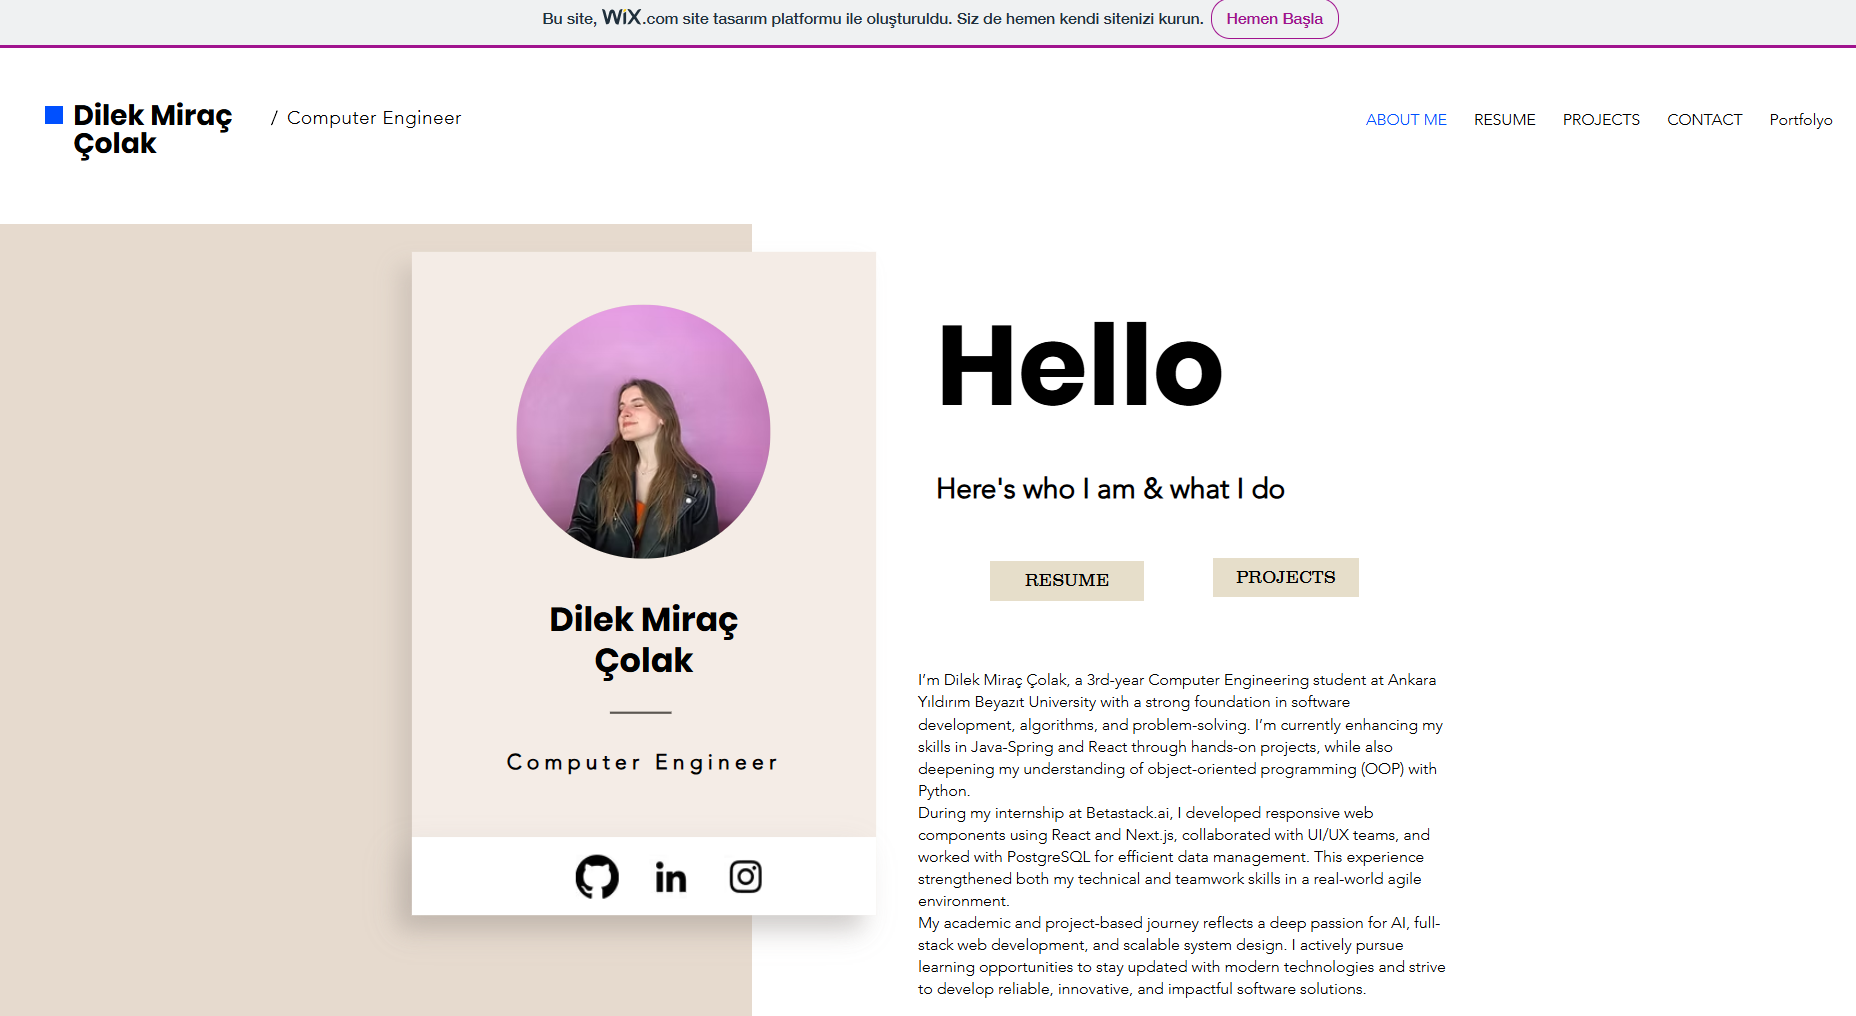 Bu site, WiX.com site tasarım platformu ile oluşturuldu. Siz de hemen kendi sitenizi kurun. Hemen Başla
Dilek Miraç
Çolak
/ Computer Engineer
ABOUT ME RESUME PROJECTS CONTACT Portfolyo
Dilek Miraç
Çolak
Computer Engineer
in
Hello
Here's who I am & what I do
RESUME PROJECTS
I’m Dilek Miraç Çolak, a 3rd-year Computer Engineering student at Ankara
Yıldırım Beyazıt University with a strong foundation in software
development, algorithms, and problem-solving. I’m currently enhancing my
skills in Java-Spring and React through hands-on projects, while also
deepening my understanding of object-oriented programming (OOP) with
Python.
During my internship at Betastack.ai, I developed responsive web
components using React and Next.js, collaborated with UI/UX teams, and
worked with PostgreSQL for efficient data management. This experience
strengthened both my technical and teamwork skills in a real-world agile
environment.
My academic and project-based journey reflects a deep passion for AI, full-
stack web development, and scalable system design. I actively pursue
learning opportunities to stay updated with modern technologies and strive
to develop reliable, innovative, and impactful software solutions.